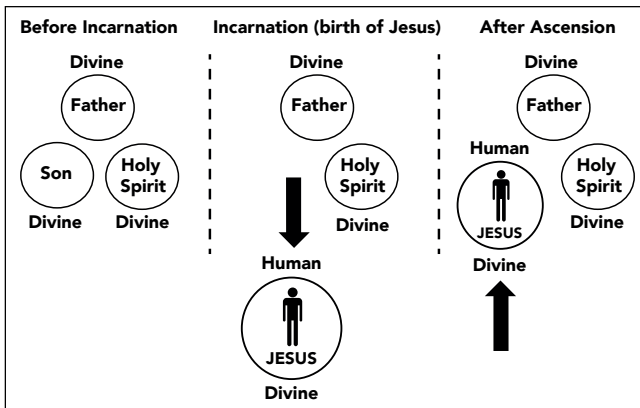 Before Incarnation
Divine
Father
Son
Holy
Spirit
Divine
Divine
Incarnation (birth of Jesus)
Divine
Father
Holy
Spirit
Divine
Human
JESUS
Divine
After Ascension
Divine
Father
Human
JESUS
Divine
Holy
Spirit
Divine